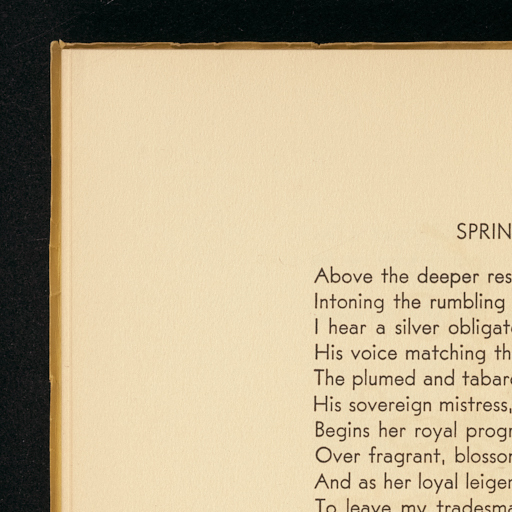 SPRIN
Above the deeper res
Intoning the rumbling
I hear a silver obligat
His voice matching th
The plumed and tabar
His sovereign mistress,
Begins her royal progr
Over fragrant, blosso
And as her loyal leiger
To leave my tradesma